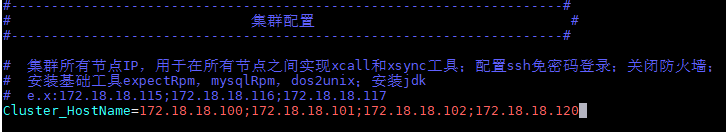 #-----------------------------------------------------------------#
# 集群配置 #
#-----------------------------------------------------------------#
# 集群所有节点IP，用于在所有节点之间实现xcall和xsync工具；配置ssh免密码登录；关闭防火墙；
# 安装基础工具expectRpm，mysqlRpm，dos2unix；安装jdk
# e.x:172.18.18.115;172.18.18.116;172.18.18.117
Cluster_HostName=172.18.18.100;172.18.18.101;172.18.18.102;172.18.18.120